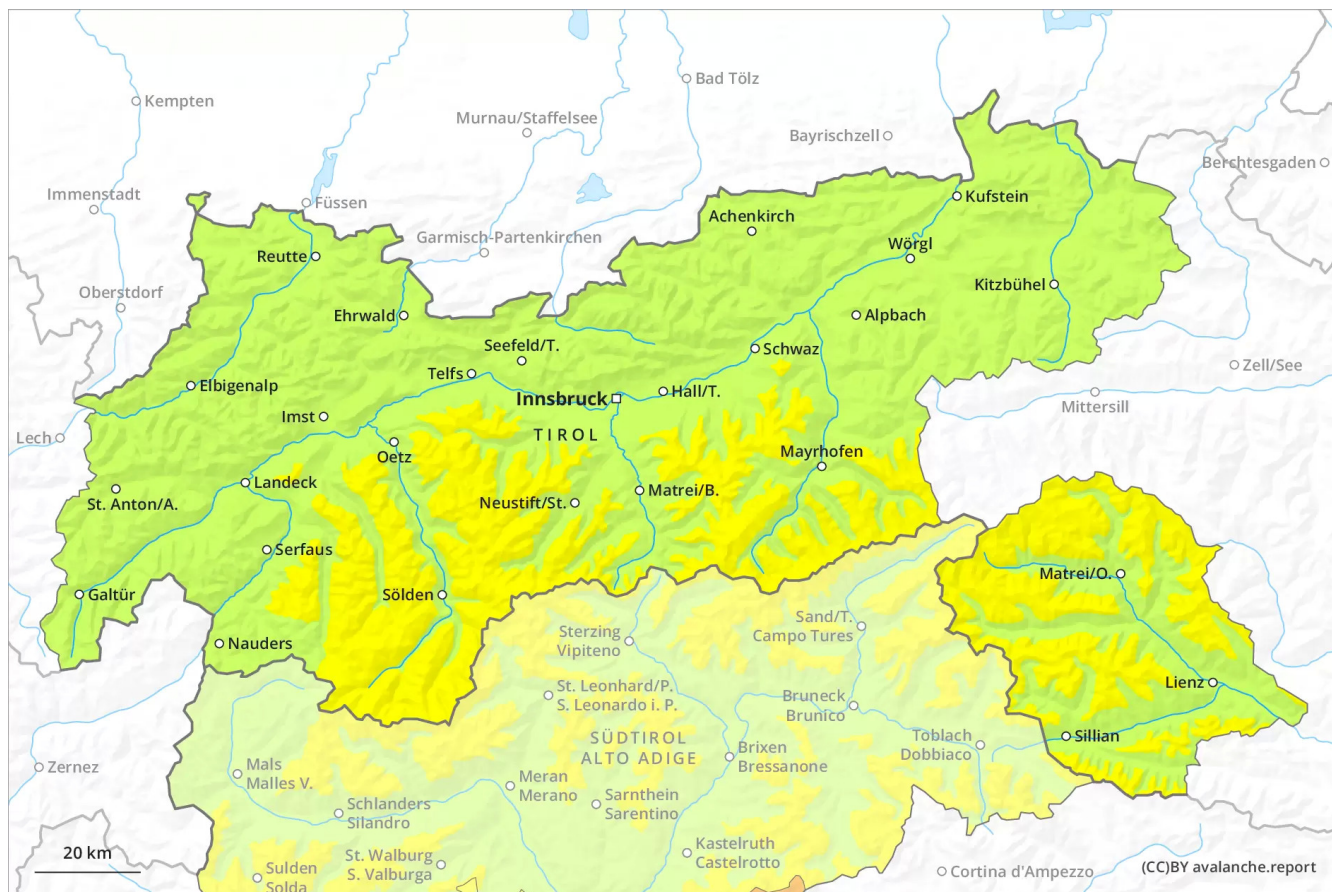 Bad Tölz
Kempten
Murnau/Staffelsee
Bayrischzell
Berchtesgaden
Immenstadt
Füssen
Kufstein
Achenkirch
Garmisch-Partenkirchen
Wörgl
Reutte
Kitzbühel
Oberstdorf
Ehrwald
Alpbach
Seefeld/T.
Schwaz
Zell/See
Telfs
Elbigenalp
Hall/T.
Innsbruck
Mittersill
Imst
Lech
TIROL
Oetz
Mayrhofen
Landeck
Matrei/B.
St. Anton/A.
Neustift/St.
Serfaus
Matrei/O.
Galtür
Sölden
Sand/T.
Campo Tures
Sterzing
Vipiteno
Nauders
Lienz
St. Leonhard/P.
S. Leonardo i. P.
Bruneck
Brunico
Sillian
SÜDTIROL
ALTO ADIGE
Toblach
Dobbiaco
Brixen
Bressanone
Zernez
Mals
Malles V.
Meran
Merano
Sarnthein
Sarentino
Schlanders
Silandro
Kastelruth
Castelrotto
20 km
St. Walburg
S. Valburga
Sulden
Solda
Cortina d'Ampezzo
(CC)BY avalanche.report